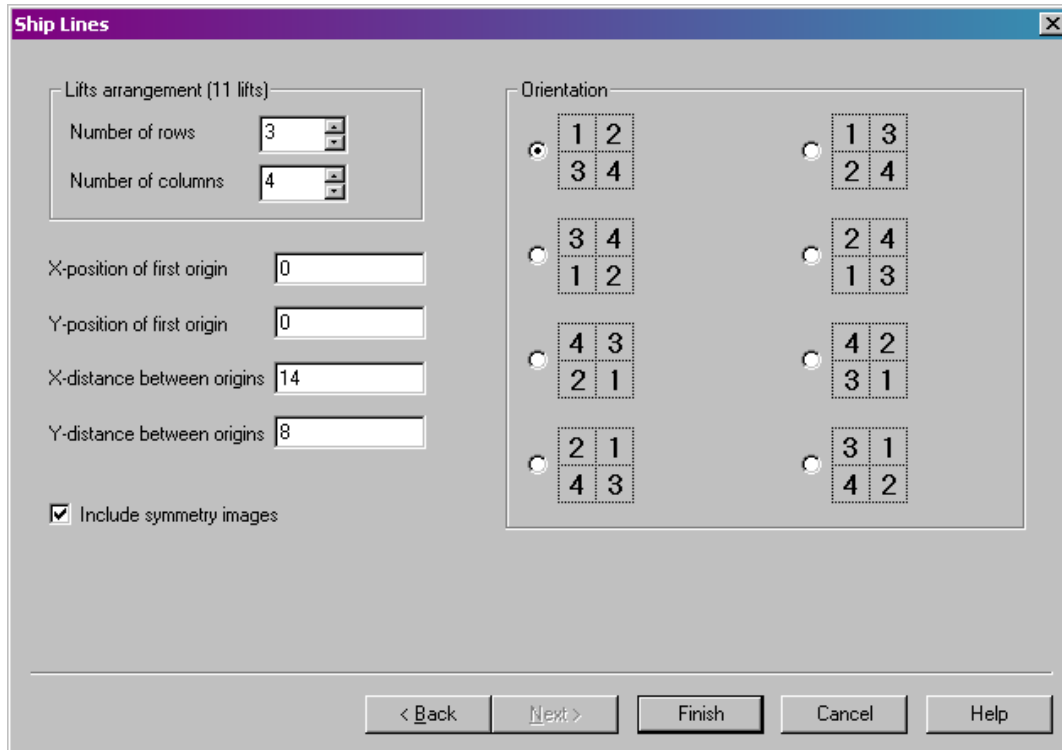 Ship Lines
Lifts arrangement (11 lifts)
Number of rows 3
Number of columns 4
X-position of first origin 0
Y-position of first origin 0
X-distance between origins 14
Y-distance between origins 8
Include symmetry images
Orientation
1 2
3 4
1 3
2 4
3 4
1 2
2 4
1 3
4 3
2 1
4 2
3 1
2 1
4 3
3 1
4 2
< Back
Next >
Finish
Cancel
Help